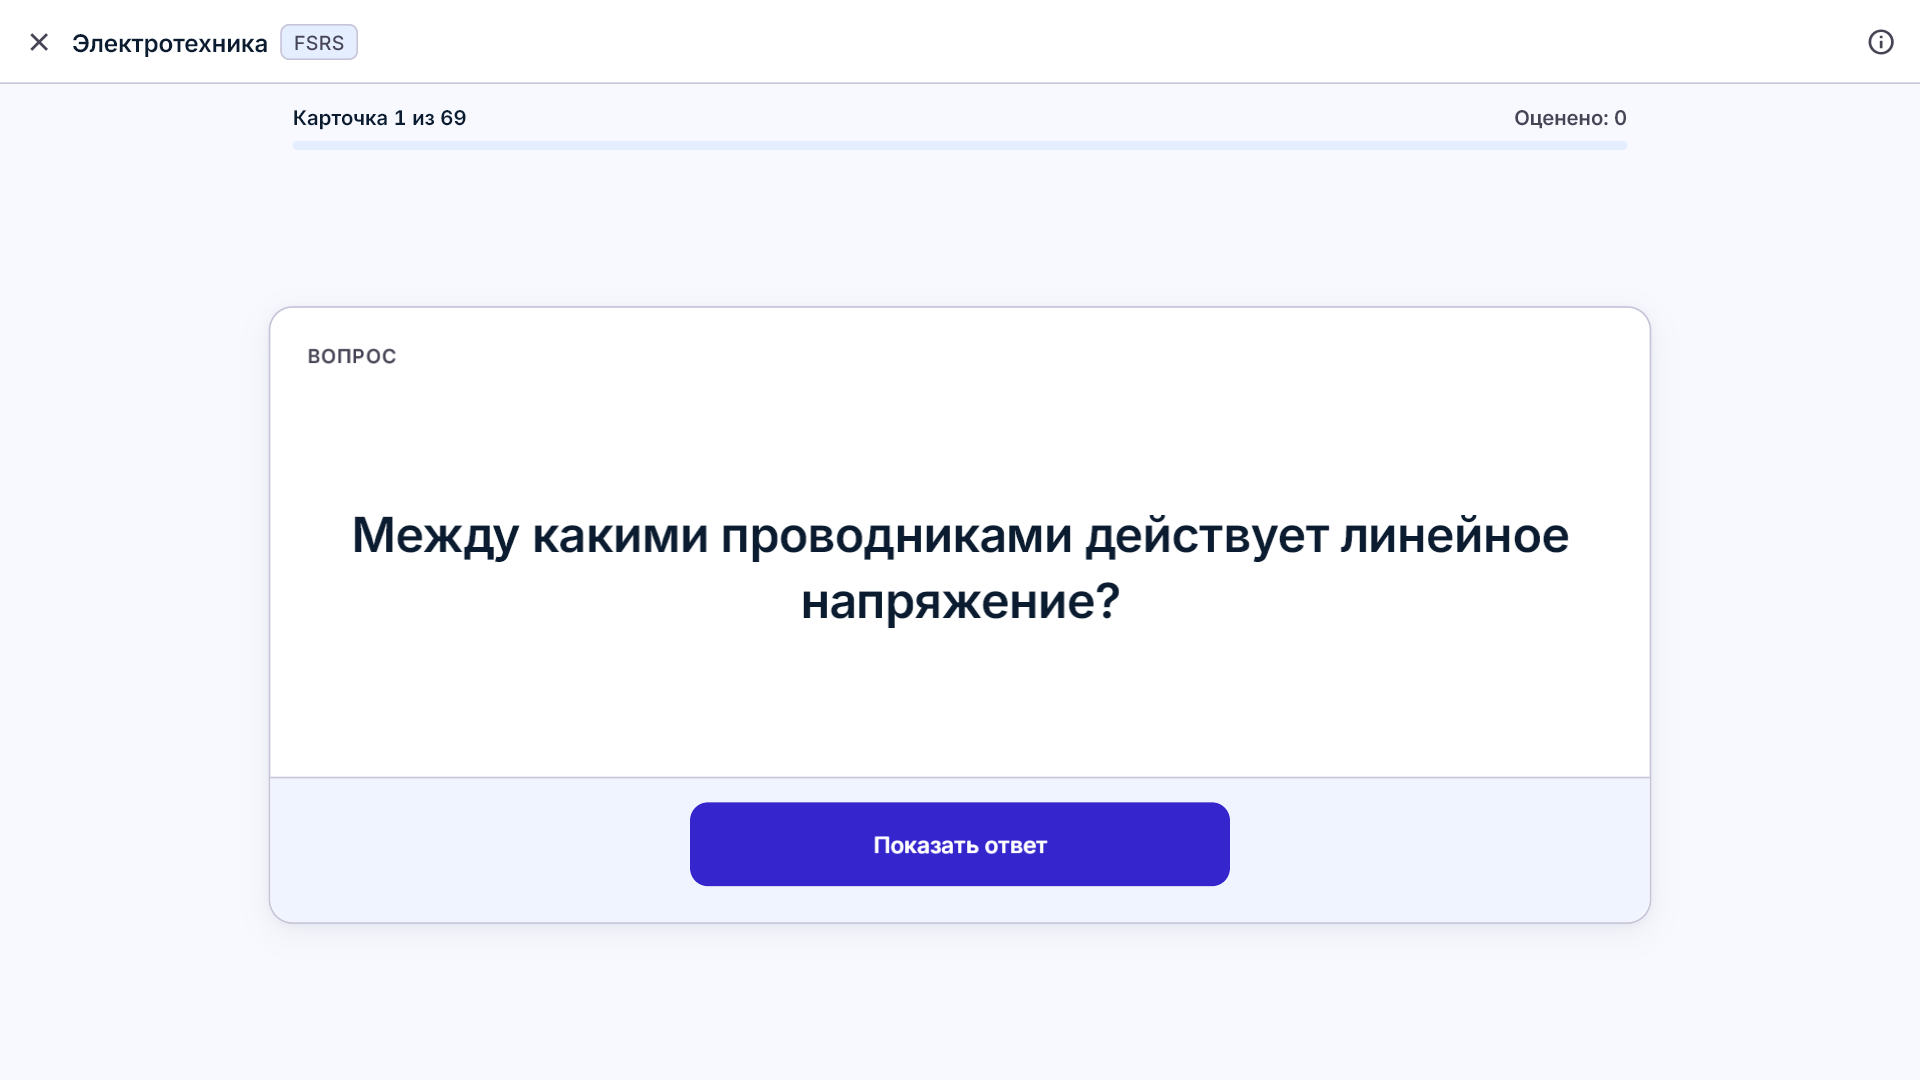 Электротехника FSRS
Карточка 1 из 69
Оценено: 0
ВОПРОС
Между какими проводниками действует линейное
напряжение?
Показать ответ